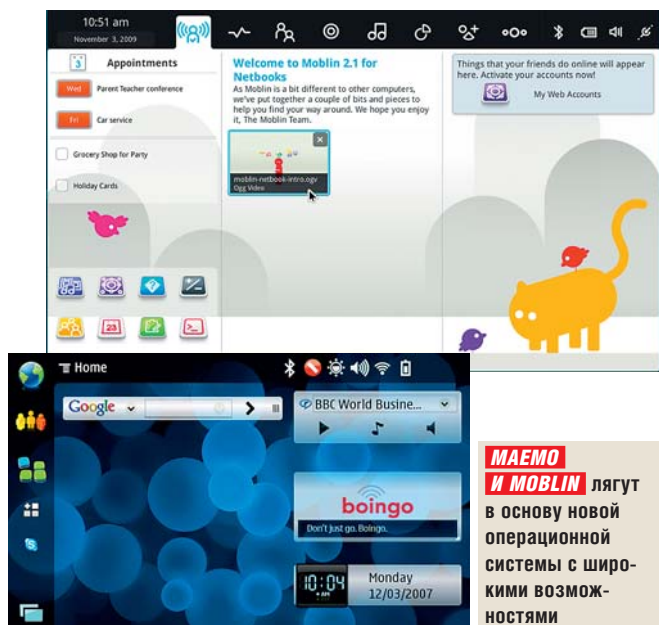 10:51 am
November 3, 2009
3
Appointments
Wed
Parent Teacher conference
Fri
Car service
Grocery Shop for Party
Holiday Cards
23
Welcome to Moblin 2.1 for
Netbooks
As Moblin is a bit different to other computers,
we've put together a couple of bits and pieces to
help you find your way around. We hope you enjoy
it, The Moblin Team.
moblin-netbook-intro.ogv
Ogg Video
Things that your friends do online will appear
here. Activate your accounts now!
My Web Accounts
Home
Google
BBC World Busine...
boingo
Don't just go. Boingo.
10:04
AM
Monday
12/03/2007
MAEMO
И MOBLIN лягут
в основу новой
операционной
системы с широ-
кими возмож-
ностями